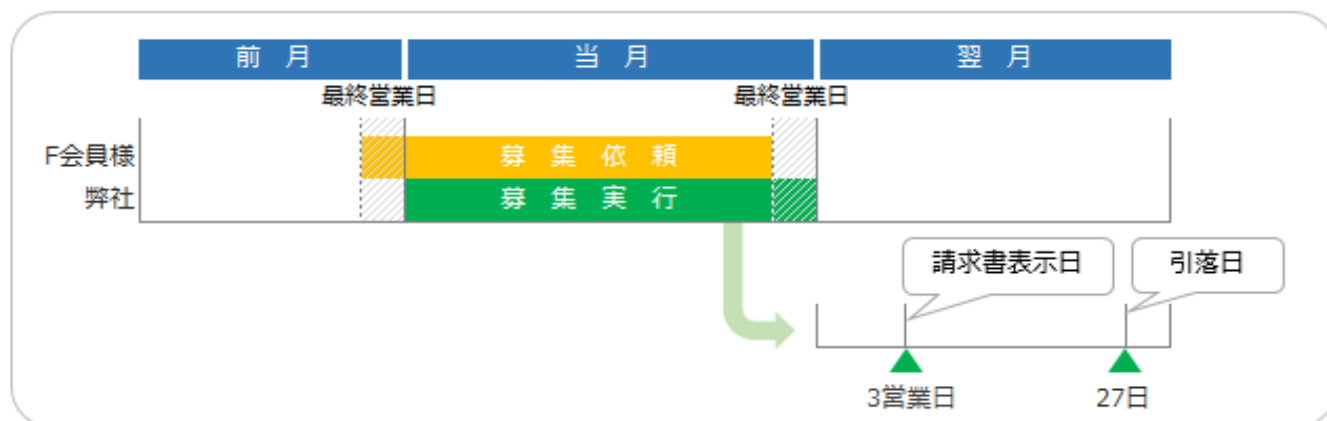 前月 当月 翌月
最終営業日 最終営業日
F会員様 募集依頼
弊社 募集実行
請求書表示日 引落日
3営業日 27日